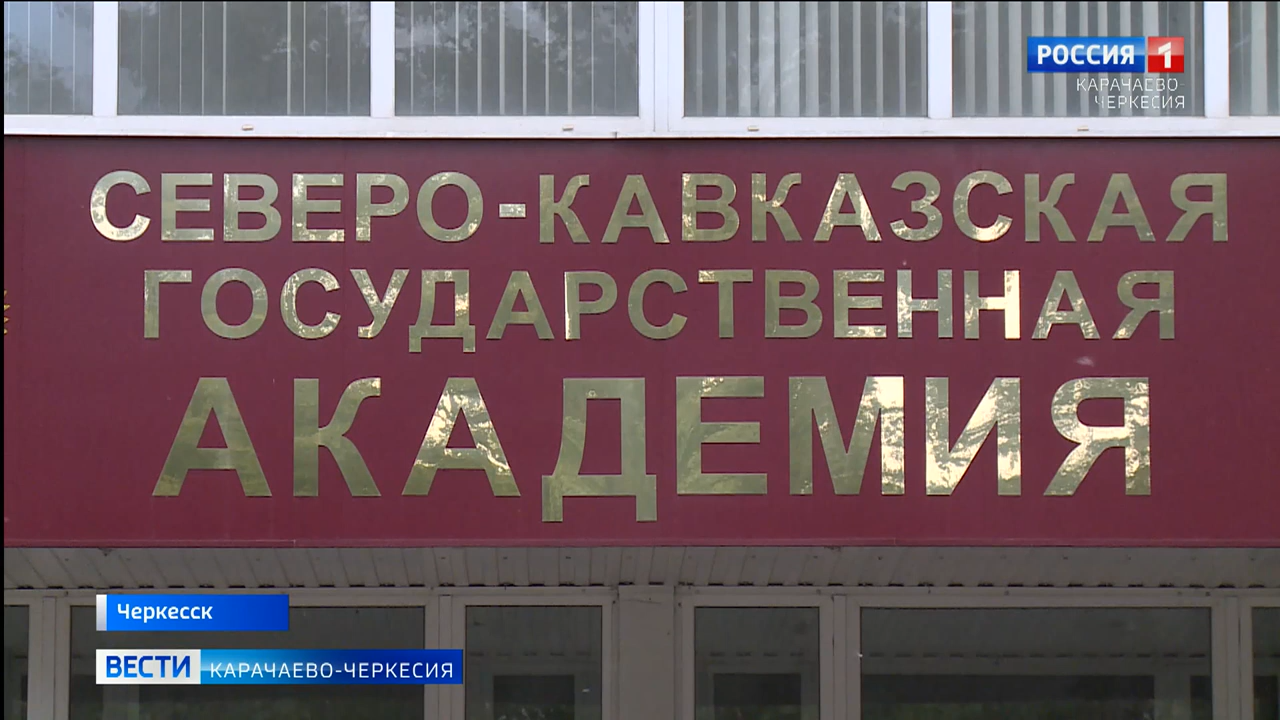 РОССИЯ 1
КАРАЧАЕВО-
ЧЕРКЕСИЯ
СЕВЕРО-КАВКАЗСКАЯ
ГОСУДАРСТВЕННАЯ
АКАДЕМИЯ
Черкесск
ВЕСТИ КАРАЧАЕВО-ЧЕРКЕСИЯ